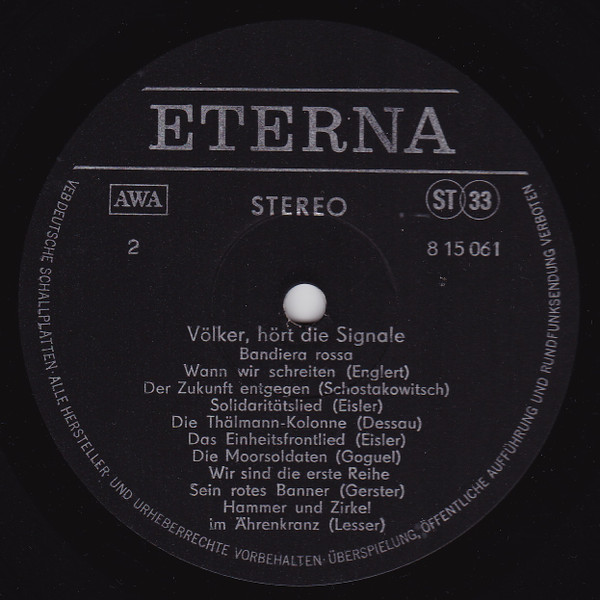 ETERNA
AWA
STEREO
ST 33
2
8 15 061
Völker, hört die Signale
Bandiera rossa
Wann wir schreiten (Englert)
Der Zukunft entgegen (Schostakowitsch)
Solidaritätslied (Eisler)
Die Thälmann-Kolonne (Dessau)
Das Einheitsfrontlied (Eisler)
Die Moorsoldaten (Goguel)
Wir sind die erste Reihe
Sein rotes Banner (Gerster)
Hammer und Zirkel
im Ährenkranz (Lesser)
VEB DEUTSCHE SCHALLPLATTEN · ALLE HERSTELLER- UND URHEBERRECHTE VORBEHALTEN · ÜBERSPIELUNG, ÖFFENTLICHE AUFFÜHRUNG UND RUNDFUNKSENDUNG VERBOTEN